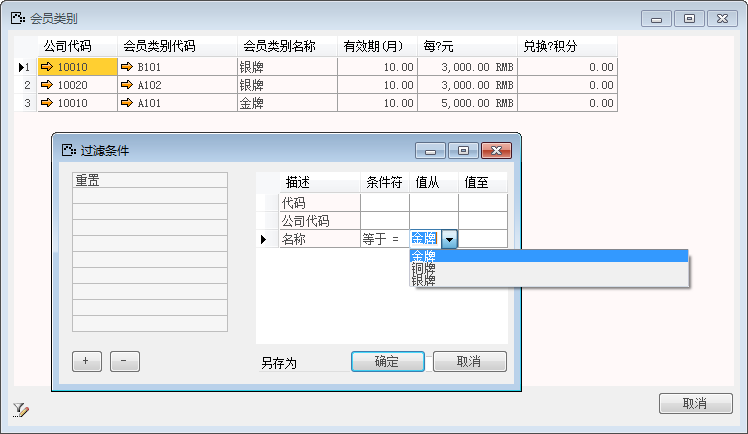 会员类别
公司代码 会员类别代码 会员类别名称 有效期(月) 每?元 兑换?积分
1 10010 B101 银牌 10.00 3,000.00 RMB 0.00
2 10020 A102 银牌 10.00 3,000.00 RMB 0.00
3 10010 A101 金牌 10.00 5,000.00 RMB 0.00
过滤条件
重置
描述 条件符 值从 值至
代码
公司代码
名称 等于 = 金牌
金牌
铜牌
银牌
+ -
另存为 确定 取消
取消